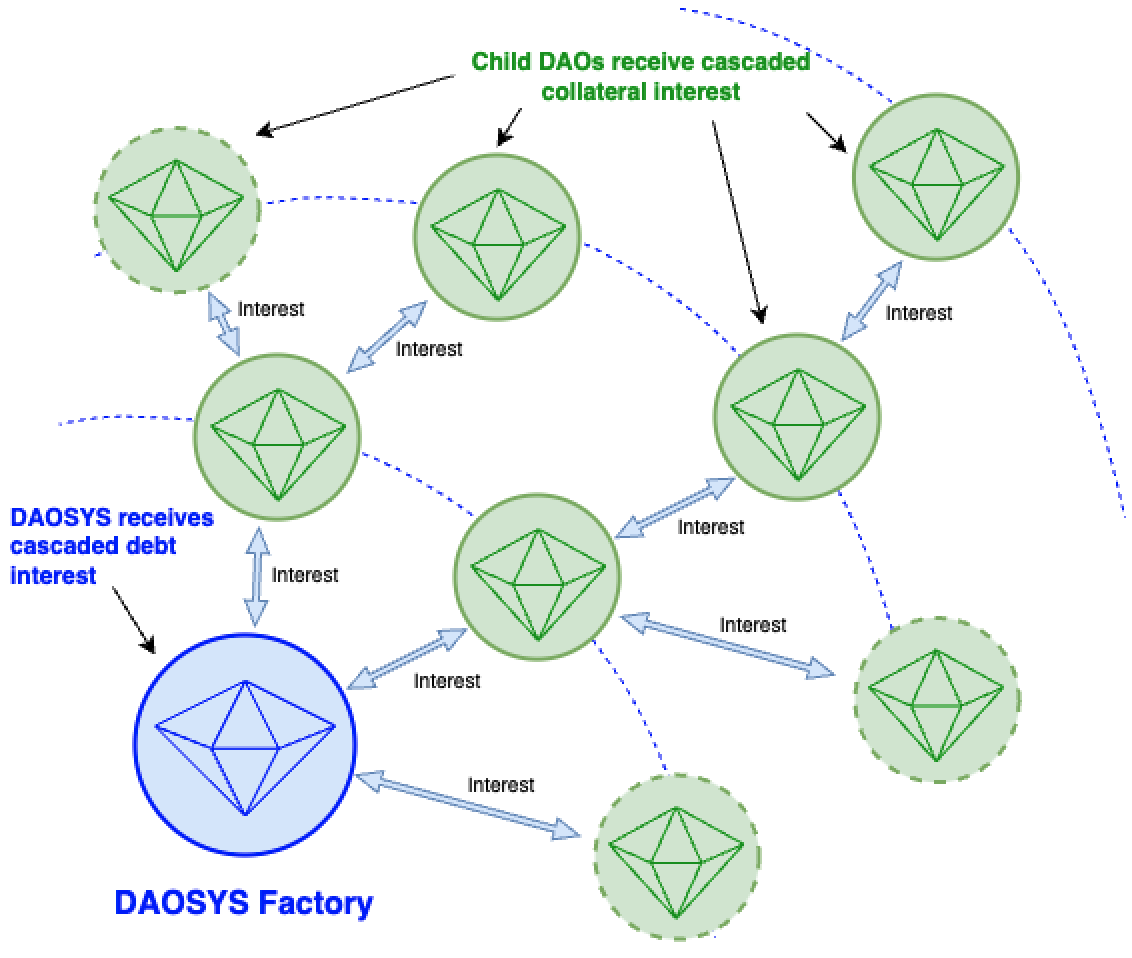 Child DAOs receive cascaded
collateral interest
Interest
Interest
Interest
DAOSYS receives
cascaded debt
interest
Interest
Interest
Interest
Interest
Interest
DAOSYS Factory